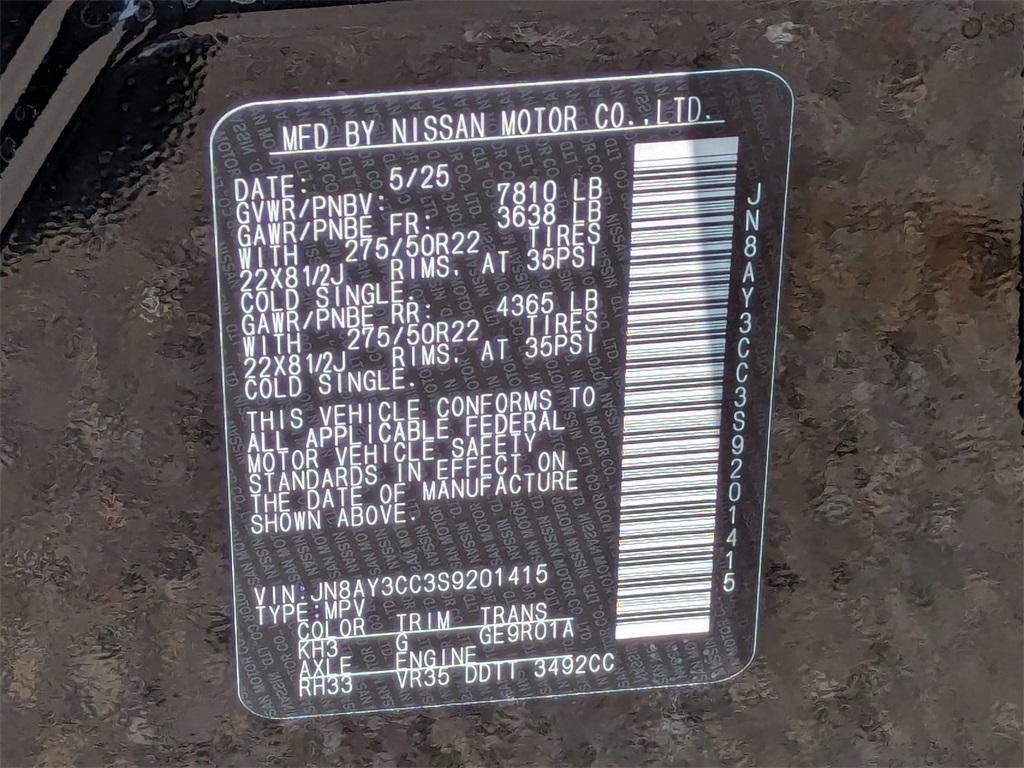 MFD BY NISSAN MOTOR CO.,LTD.
DATE: 5/25
GVWR/PNBV: 7810 LB
GAWR/PNBE FR: 3638 LB
WITH 275/50R22 TIRES
22X81/2J RIMS, AT 35PSI
COLD SINGLE.
GAWR/PNBE RR: 4365 LB
WITH 275/50R22 TIRES
22X81/2J RIMS, AT 35PSI
COLD SINGLE.
THIS VEHICLE CONFORMS TO
ALL APPLICABLE FEDERAL
MOTOR VEHICLE SAFETY
STANDARDS IN EFFECT ON
THE DATE OF MANUFACTURE
SHOWN ABOVE.
VIN:JN8AY3CC3S9201415
TYPE:MPV
COLOR TRIM TRANS
KH3 G GE9R01A
AXLE ENGINE
RH33 VR35 DDTT 3492CC
JN8AY3CC3S9201415